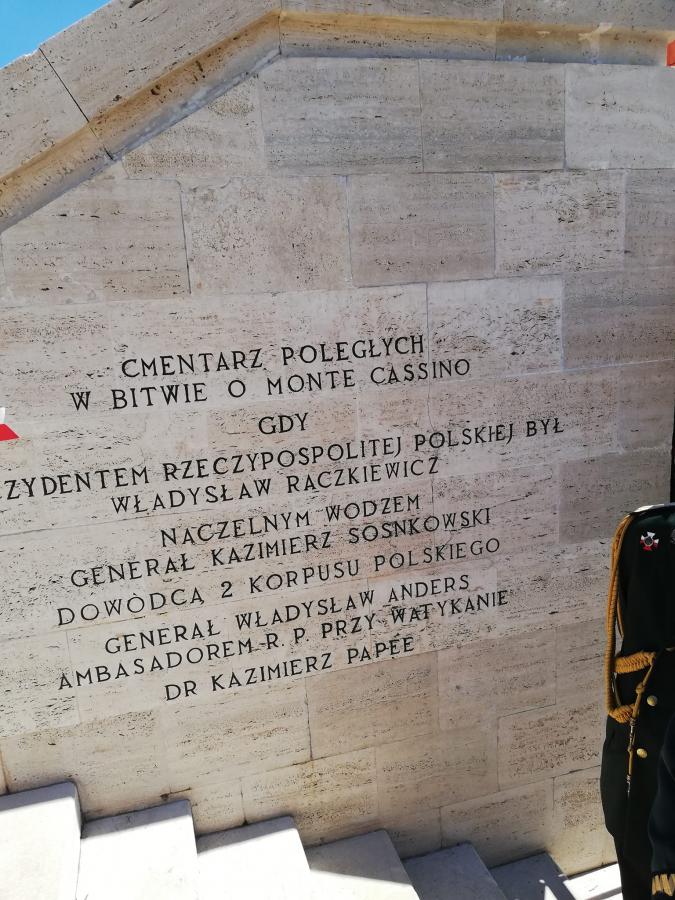 CMENTARZ POLEGŁYCH
W BITWIE O MONTE CASSINO
GDY
ZYDENTEM RZECZYPOSPOLITEJ POLSKIEJ BYŁ
WŁADYSŁAW RACZKIEWICZ
NACZELNYM WODZEM
GENERAŁ KAZIMIERZ SOSNKOWSKI
DOWÓDCĄ 2 KORPUSU POLSKIEGO
GENERAŁ WŁADYSŁAW ANDERS
AMBASADOREM R. P. PRZY WATYKANIE
DR KAZIMIERZ PAPÉE